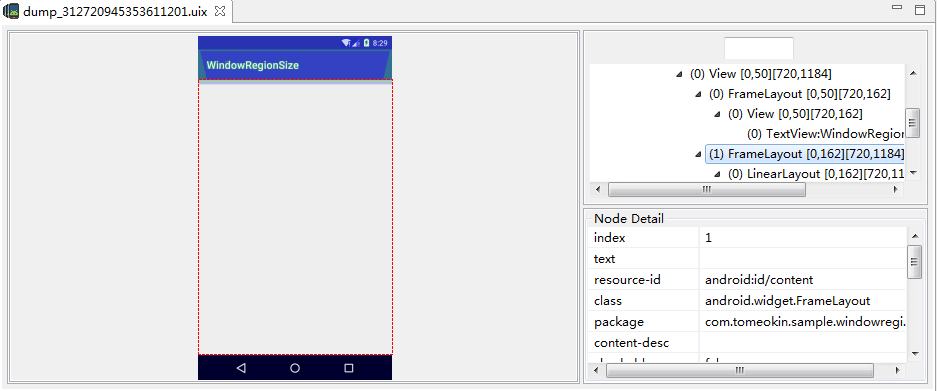 dump_312720945353611201.uix
8:29
WindowRegionSize
(0) View [0,50][720,1184]
(0) FrameLayout [0,50][720,162]
(0) View [0,50][720,162]
(0) TextView:WindowRegion
(1) FrameLayout [0,162][720,1184]
(0) LinearLayout [0,162][720,11
Node Detail
index 1
text
resource-id android:id/content
class android.widget.FrameLayout
package com.tomeokin.sample.windowregi.
content-desc